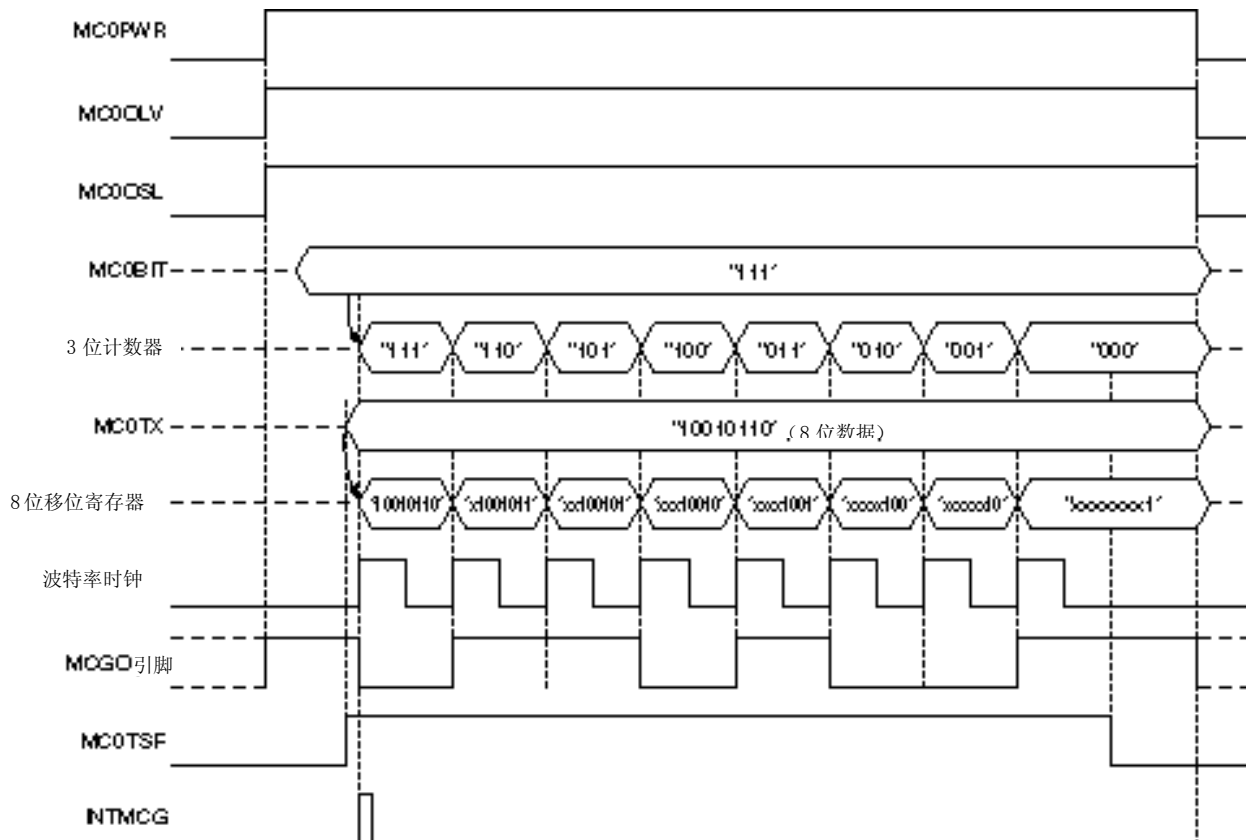 MC0PWR
MC0OLV
MC0OSL
MC0BIT
"111"
3 位计数器
"111" "110" "101" "100" "011" "010" "001" "000"
MC0TX
"10010110" (8 位数据)
8位移位寄存器
"10010110" "x1001011" "xx100101" "xxx10010" "xxxx1001" "xxxxx100" "xxxxxx10" "xxxxxxx1"
波特率时钟
MCGO引脚
MC0TSF
INTMCG